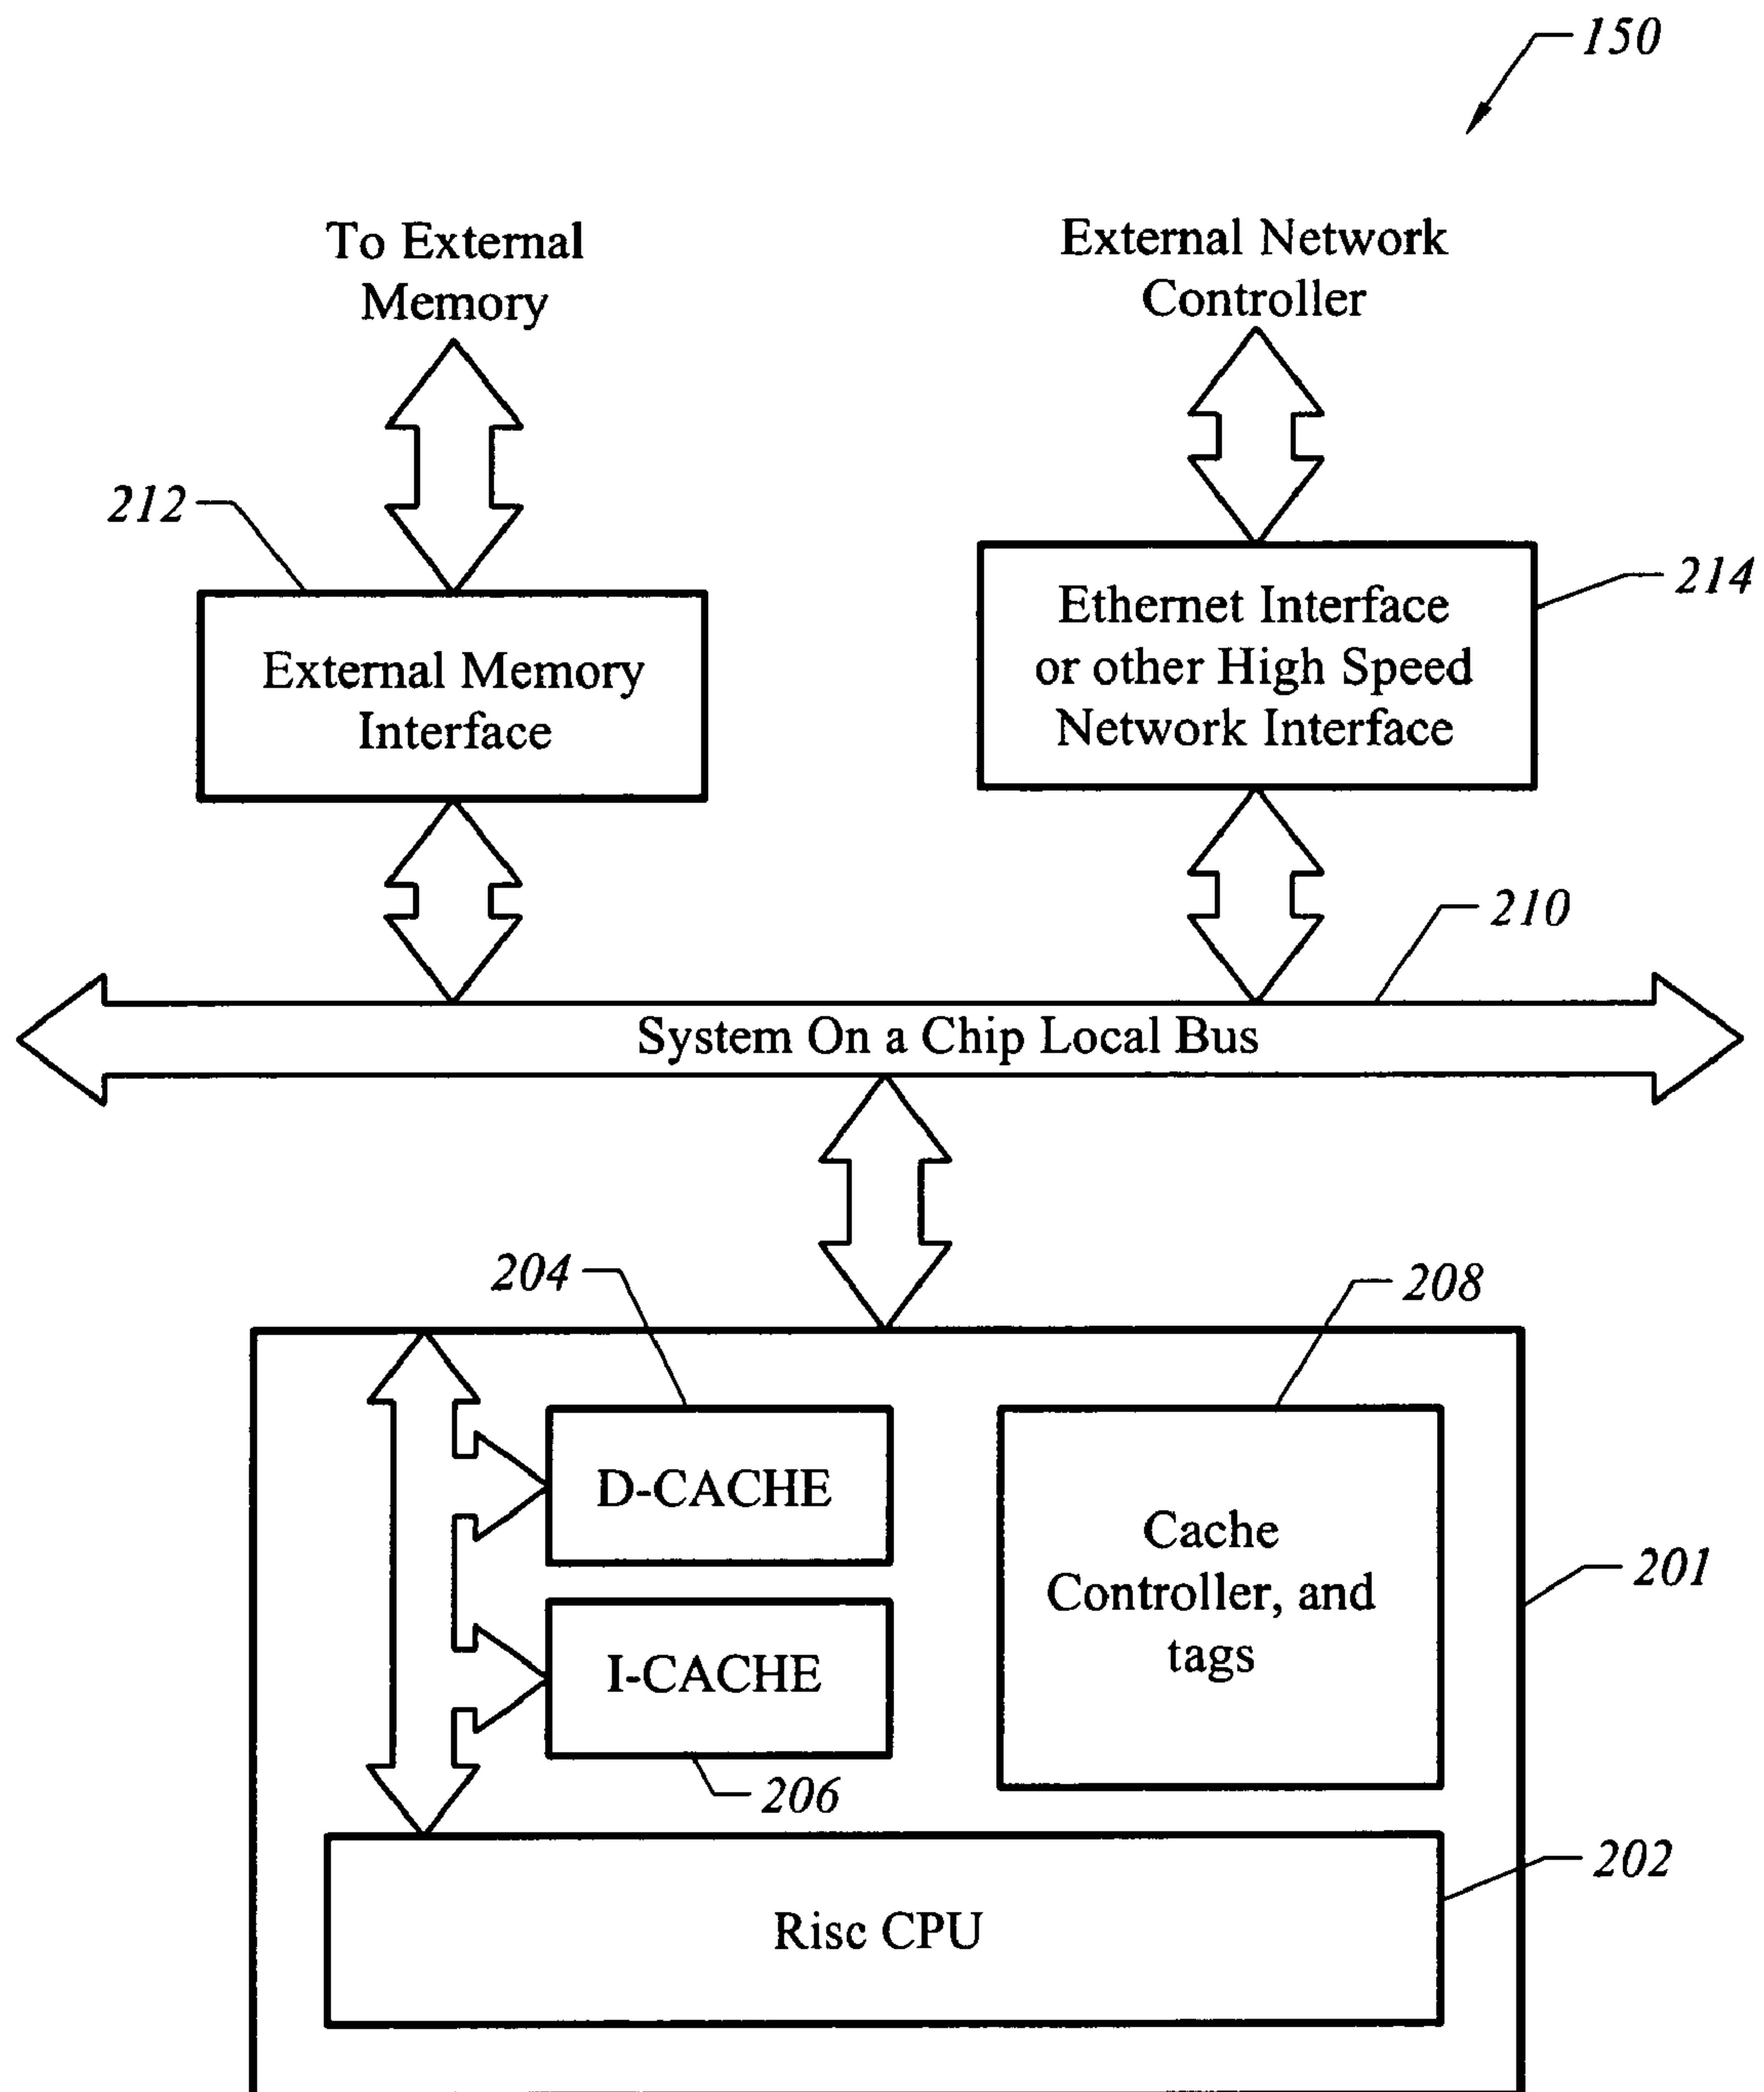 150
To External
Memory
External Network
Controller
212
External Memory
Interface
Ethernet Interface
or other High Speed
Network Interface
214
210
System On a Chip Local Bus
204
208
D-CACHE
Cache
Controller, and
tags
201
I-CACHE
206
202
Risc CPU